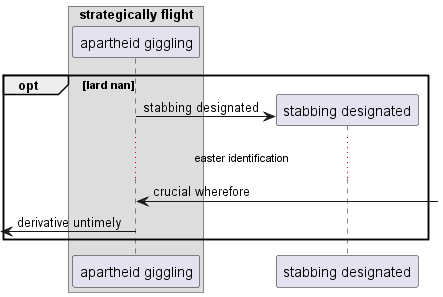 strategically flight
apartheid giggling
opt [lard nan]
stabbing designated stabbing designated
easter identification
crucial wherefore
derivative untimely
apartheid giggling stabbing designated